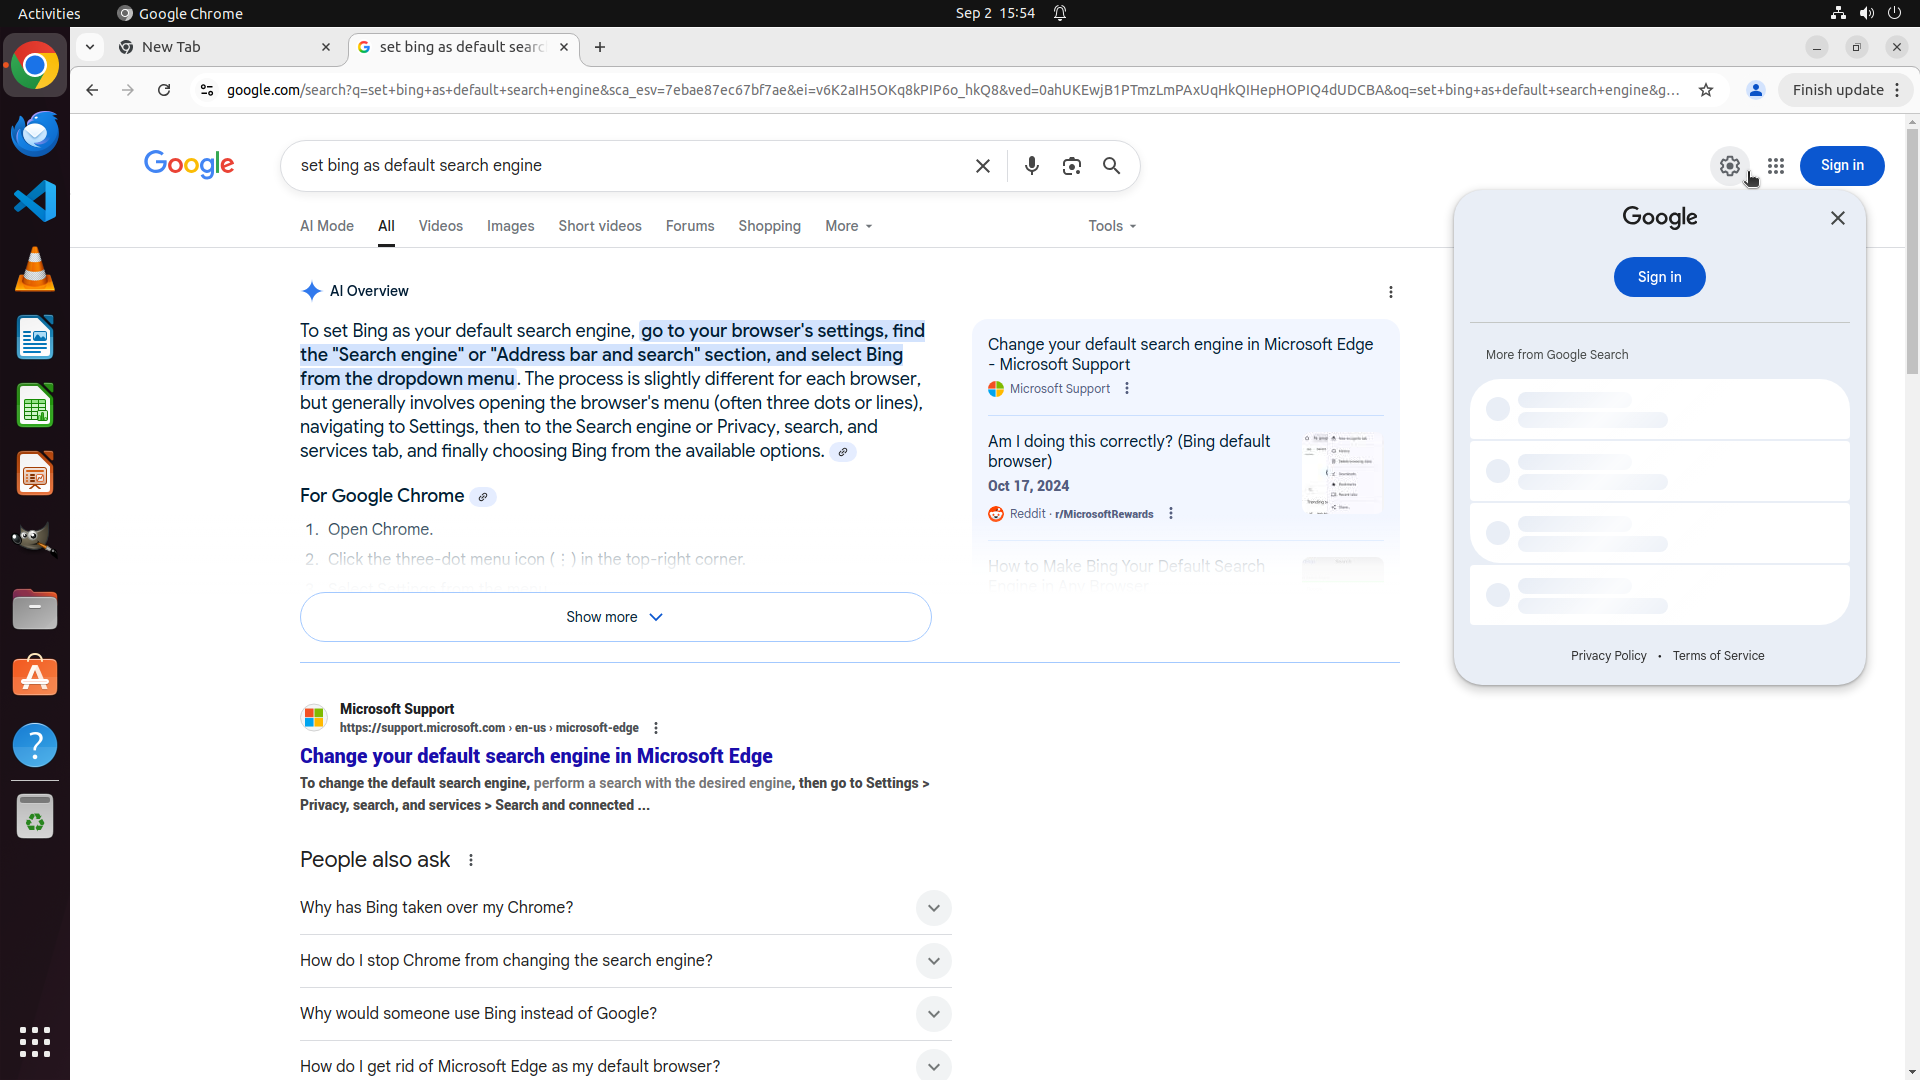 Activities
Google Chrome
Sep 2 15:54
New Tab
set bing as default searc
google.com/search?q=set+bing+as+default+search+engine&sca_esv=7ebae87ec67bf7ae&ei=v6K2aIH5OKq8kPIP6o_hkQ8&ved=0ahUKEwjB1PTmzLmPAxUqHkQIHepHOPIQ4dUDCBA&oq=set+bing+as+default+search+engine&g...
Finish update
Google
set bing as default search engine
Sign in
AI Mode
All
Videos
Images
Short videos
Forums
Shopping
More
Tools
Google
Sign in
More from Google Search
Privacy Policy • Terms of Service
AI Overview
To set Bing as your default search engine, go to your browser's settings, find
the "Search engine" or "Address bar and search" section, and select Bing
from the dropdown menu. The process is slightly different for each browser,
but generally involves opening the browser's menu (often three dots or lines),
navigating to Settings, then to the Search engine or Privacy, search, and
services tab, and finally choosing Bing from the available options.
For Google Chrome
1. Open Chrome.
2. Click the three-dot menu icon (⋮) in the top-right corner.
3. Select Settings from the menu.
Show more
Change your default search engine in Microsoft Edge
- Microsoft Support
Microsoft Support
Am I doing this correctly? (Bing default
browser)
Oct 17, 2024
Reddit · r/MicrosoftRewards
How to Make Bing Your Default Search
Engine in Any Browser
Microsoft Support
https://support.microsoft.com › en-us › microsoft-edge
Change your default search engine in Microsoft Edge
To change the default search engine, perform a search with the desired engine, then go to Settings >
Privacy, search, and services > Search and connected ...
People also ask
Why has Bing taken over my Chrome?
How do I stop Chrome from changing the search engine?
Why would someone use Bing instead of Google?
How do I get rid of Microsoft Edge as my default browser?